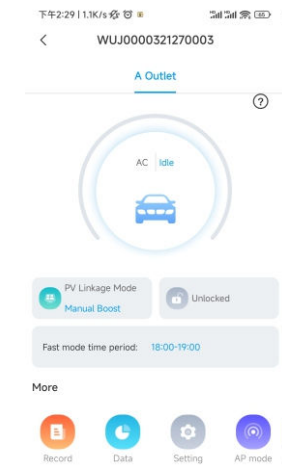 下午2:29 | 1.1K/s
46
WUJ0000321270003
A Outlet
?
AC | Idle
PV Linkage Mode
Manual Boost
Unlocked
Fast mode time period: 18:00-19:00
More
Record Data Setting AP mode